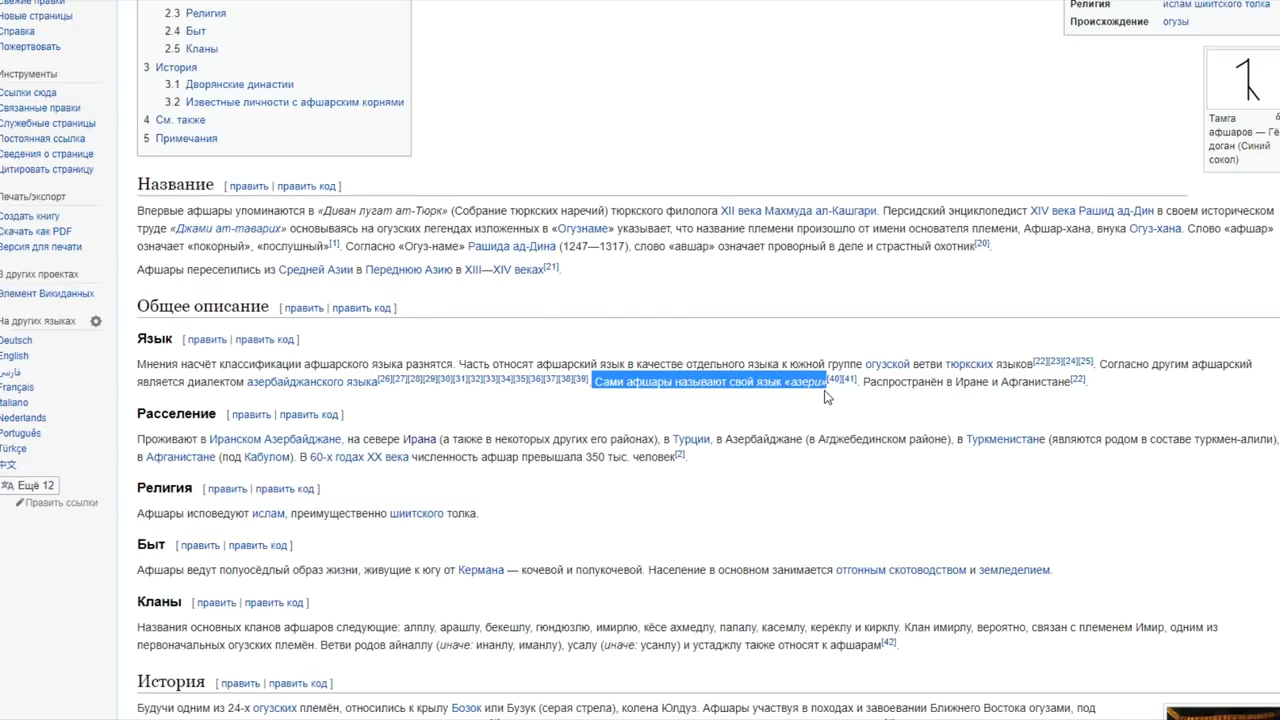 Свежие правки
Новые страницы
Справка
Пожертвовать
Инструменты
Ссылки сюда
Связанные правки
Служебные страницы
Постоянная ссылка
Сведения о странице
Цитировать страницу
Печать/экспорт
Создать книгу
Скачать как PDF
Версия для печати
В других проектах
Элемент Викиданных
На других языках
Deutsch
English
فارسی
Français
Italiano
Nederlands
Português
Türkçe
中文
Ещё 12
Править ссылки
2.3 Религия
2.4 Быт
2.5 Кланы
3 История
3.1 Дворянские династии
3.2 Известные личности с афшарским корнями
4 См. также
5 Примечания
Религия ислам шиитского толка
Происхождение огузы
Тамга
афшаров — Гё
доган (Синий
сокол)
Название [ править | править код ]
Впервые афшары упоминаются в «Диван лугат ат-Тюрк» (Собрание тюркских наречий) тюркского филолога XII века Махмуда ал-Кашгари. Персидский энциклопедист XIV века Рашид ад-Дин в своем историческом
труде «Джами ат-таварих» основываясь на огузских легендах изложенных в «Огузнаме» указывает, что название племени произошло от имени основателя племени, Афшар-хана, внука Огуз-хана. Слово «афшар»
означает «покорный», «послушный»[1]. Согласно «Огуз-наме» Рашида ад-Дина (1247—1317), слово «авшар» означает проворный в деле и страстный охотник[20].
Афшары переселились из Средней Азии в Переднюю Азию в XIII—XIV веках[21].
Общее описание [ править | править код ]
Язык [ править | править код ]
Мнения насчёт классификации афшарского языка разнятся. Часть относят афшарский язык в качестве отдельного языка к южной группе огузской ветви тюркских языков[22][23][24][25]. Согласно другим афшарский
является диалектом азербайджанского языка[26][27][28][29][30][31][32][33][34][35][36][37][38][39]. Сами афшары называют свой язык «азери»[40][41]. Распространён в Иране и Афганистане[22].
Расселение [ править | править код ]
Проживают в Иранском Азербайджане, на севере Ирана (а также в некоторых других его районах), в Турции, в Азербайджане (в Агджебединском районе), в Туркменистане (являются родом в составе туркмен-алили),
в Афганистане (под Кабулом). В 60-х годах XX века численность афшар превышала 350 тыс. человек[2].
Религия [ править | править код ]
Афшары исповедуют ислам, преимущественно шиитского толка.
Быт [ править | править код ]
Афшары ведут полуосёдлый образ жизни, живущие к югу от Кермана — кочевой и полукочевой. Население в основном занимается отгонным скотоводством и земледелием.
Кланы [ править | править код ]
Названия основных кланов афшаров следующие: алплу, арашлу, бекешлу, гюндюзлю, имирлю, кёсе ахмедлу, папалу, касемлу, кереклу и кирклу. Клан имирлу, вероятно, связан с племенем Имир, одним из
первоначальных огузских племён. Ветви родов айналлу (иначе: инанлу, иманлу), усалу (иначе: усанлу) и устаджлу также относят к афшарам[42].
История [ править | править код ]
Будучи одним из 24-х огузских племён, относились к крылу Бозок или Бузук (серая стрела), колена Юлдуз. Афшары участвуя в походах и завоевании Ближнего Востока огузами, под